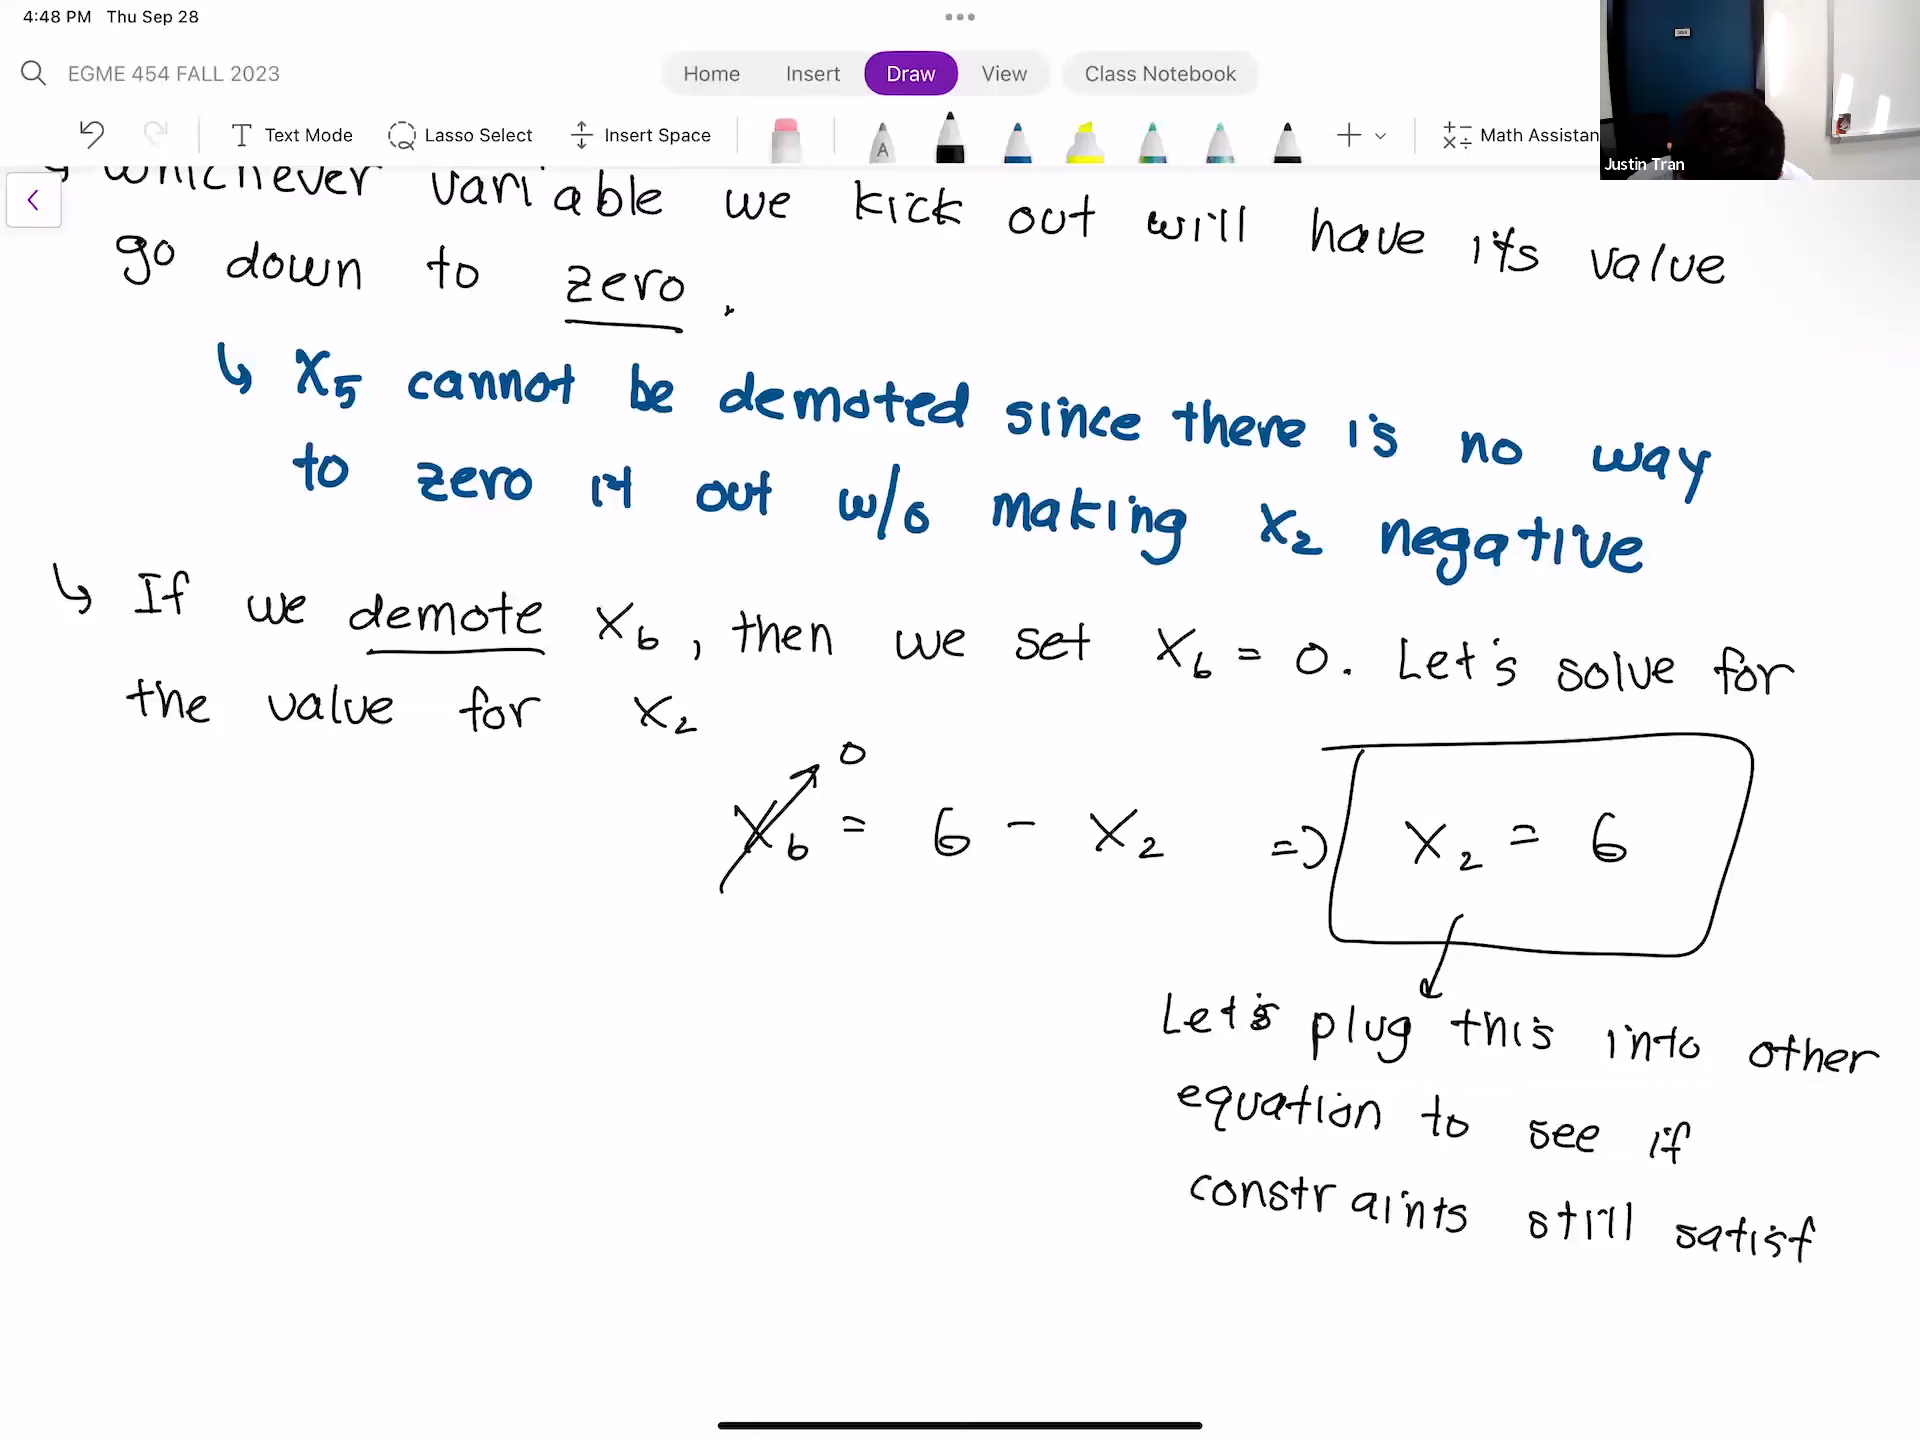 4:48 PM Thu Sep 28
EGME 454 FALL 2023
Home Insert Draw View Class Notebook
Text Mode Lasso Select Insert Space A Math Assistan
Justin Tran
↳ whichever variable we kick out will have its value
go down to zero.
↳ X₅ cannot be demoted since there is no way
to zero it out w/o making X₂ negative
↳ If we demote X₆, then we set X₆ = 0. Let's solve for
the value for X₂
0
X₆ = 6 - X₂ => X₂ = 6
Let's plug this into other
equation to see if
constraints still satisf